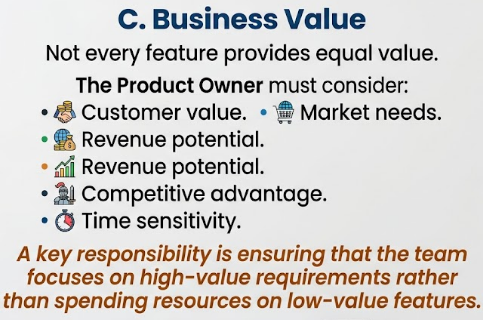 C. Business Value
Not every feature provides equal value.
The Product Owner must consider:
• Customer value. • Market needs.
• Revenue potential.
• Revenue potential.
• Competitive advantage.
• Time sensitivity.
A key responsibility is ensuring that the team
focuses on high-value requirements rather
than spending resources on low-value features.